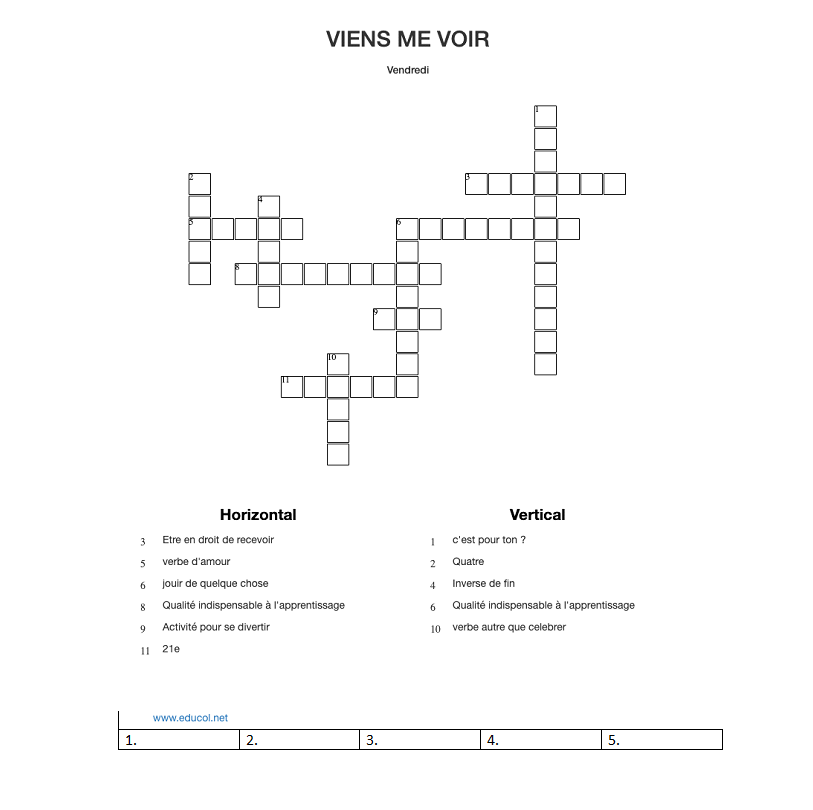 VIENS ME VOIR
Vendredi
1
2
3
4
5
6
8
9
10
11
Horizontal
3 Etre en droit de recevoir
5 verbe d'amour
6 jouir de quelque chose
8 Qualité indispensable à l'apprentissage
9 Activité pour se divertir
11 21e
Vertical
1 c'est pour ton ?
2 Quatre
4 Inverse de fin
6 Qualité indispensable à l'apprentissage
10 verbe autre que celebrer
www.educol.net
1. 2. 3. 4. 5.